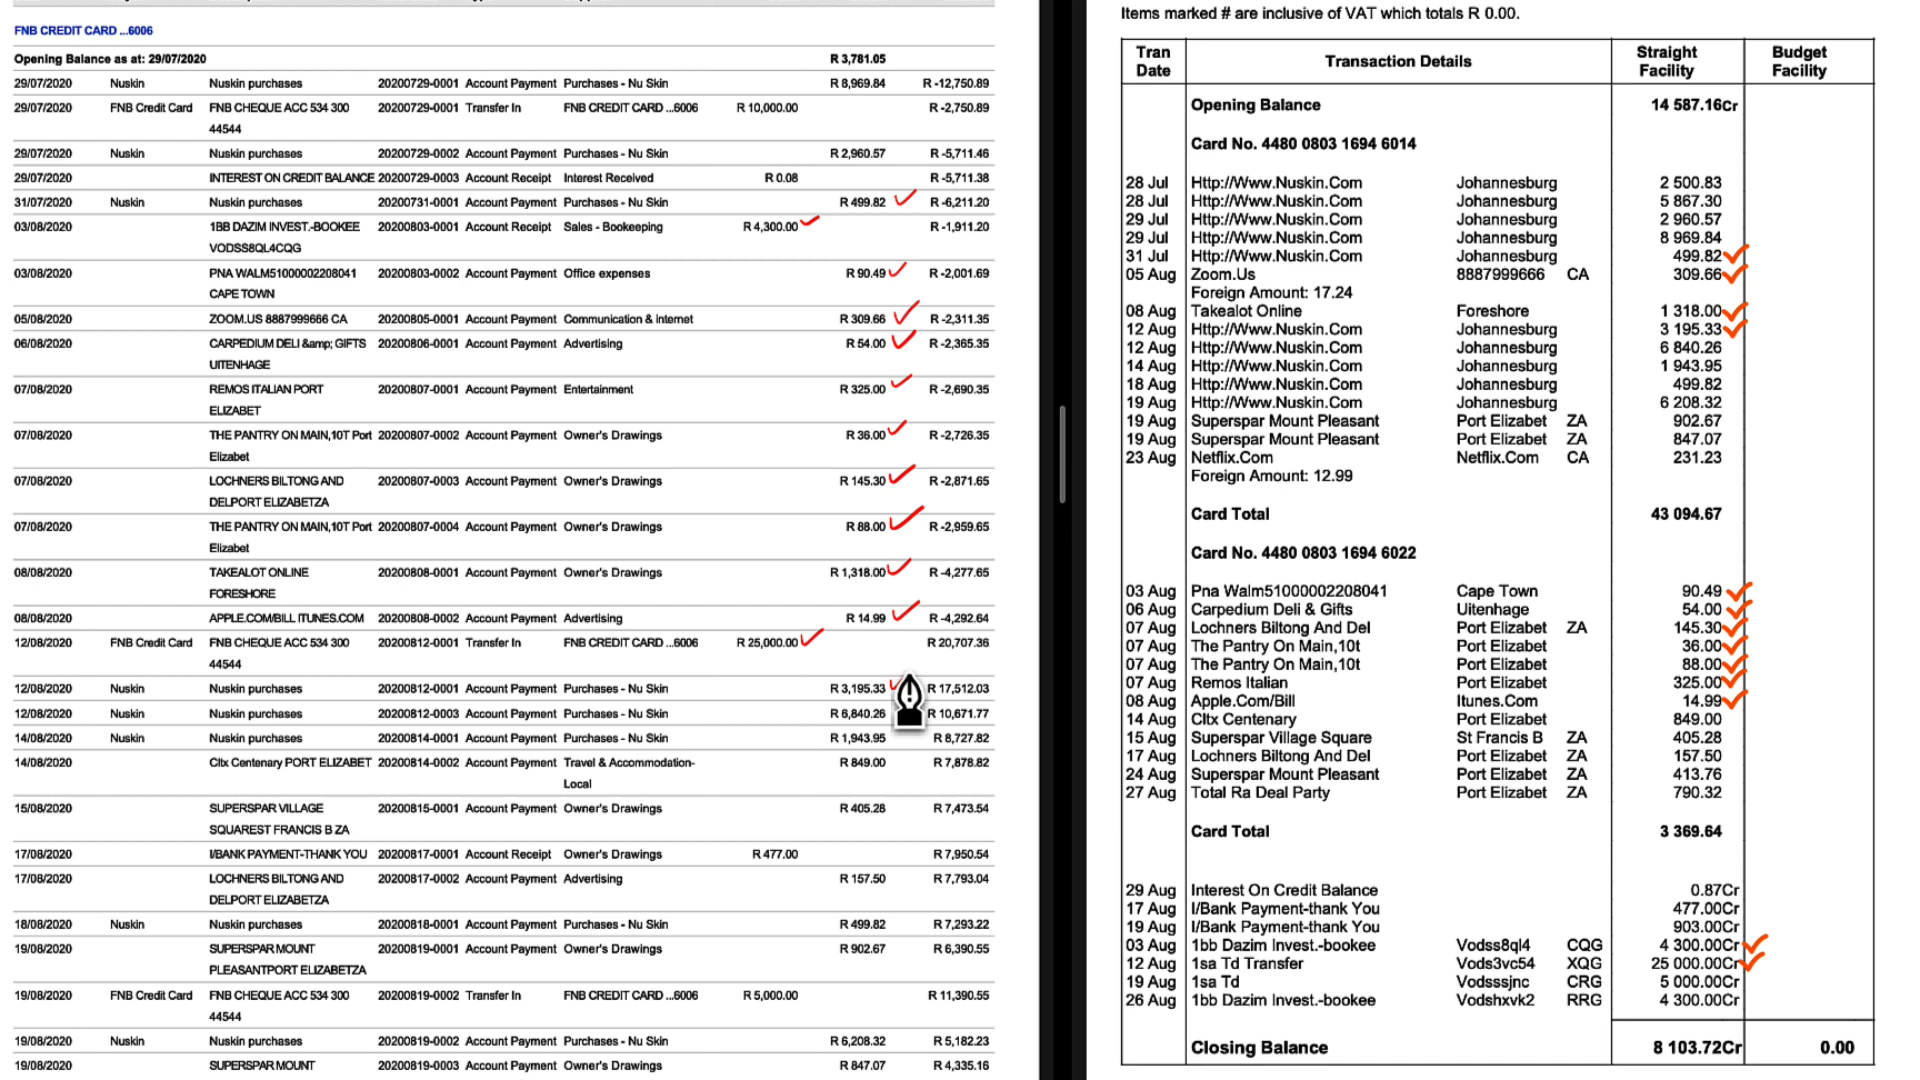 FNB CREDIT CARD ...6006
Opening Balance as at: 29/07/2020 R 3,781.05
29/07/2020 Nuskin Nuskin purchases 20200729-0001 Account Payment Purchases - Nu Skin R 8,969.84 R -12,750.89
29/07/2020 FNB Credit Card FNB CHEQUE ACC 534 300 20200729-0001 Transfer In FNB CREDIT CARD ...6006 R 10,000.00 R -2,750.89
44544
29/07/2020 Nuskin Nuskin purchases 20200729-0002 Account Payment Purchases - Nu Skin R 2,960.57 R -5,711.46
29/07/2020 INTEREST ON CREDIT BALANCE 20200729-0003 Account Receipt Interest Received R 0.08 R -5,711.38
31/07/2020 Nuskin Nuskin purchases 20200731-0001 Account Payment Purchases - Nu Skin R 499.82 R -6,211.20
03/08/2020 1BB DAZIM INVEST.-BOOKEE 20200803-0001 Account Receipt Sales - Bookeeping R 4,300.00 R -1,911.20
VODSS8QL4CQG
03/08/2020 PNA WALM51000002208041 20200803-0002 Account Payment Office expenses R 90.49 R -2,001.69
CAPE TOWN
05/08/2020 ZOOM.US 8887999666 CA 20200805-0001 Account Payment Communication & Internet R 309.66 R -2,311.35
06/08/2020 CARPEDIUM DELI &amp; GIFTS 20200806-0001 Account Payment Advertising R 54.00 R -2,365.35
UITENHAGE
07/08/2020 REMOS ITALIAN PORT 20200807-0001 Account Payment Entertainment R 325.00 R -2,690.35
ELIZABET
07/08/2020 THE PANTRY ON MAIN,10T Port 20200807-0002 Account Payment Owner's Drawings R 36.00 R -2,726.35
Elizabet
07/08/2020 LOCHNERS BILTONG AND 20200807-0003 Account Payment Owner's Drawings R 145.30 R -2,871.65
DELPORT ELIZABETZA
07/08/2020 THE PANTRY ON MAIN,10T Port 20200807-0004 Account Payment Owner's Drawings R 88.00 R -2,959.65
Elizabet
08/08/2020 TAKEALOT ONLINE 20200808-0001 Account Payment Owner's Drawings R 1,318.00 R -4,277.65
FORESHORE
08/08/2020 APPLE.COM/BILL ITUNES.COM 20200808-0002 Account Payment Advertising R 14.99 R -4,292.64
12/08/2020 FNB Credit Card FNB CHEQUE ACC 534 300 20200812-0001 Transfer In FNB CREDIT CARD ...6006 R 25,000.00 R 20,707.36
44544
12/08/2020 Nuskin Nuskin purchases 20200812-0001 Account Payment Purchases - Nu Skin R 3,195.33 R 17,512.03
12/08/2020 Nuskin Nuskin purchases 20200812-0003 Account Payment Purchases - Nu Skin R 6,840.26 R 10,671.77
14/08/2020 Nuskin Nuskin purchases 20200814-0001 Account Payment Purchases - Nu Skin R 1,943.95 R 8,727.82
14/08/2020 Cltx Centenary PORT ELIZABET 20200814-0002 Account Payment Travel & Accommodation- R 849.00 R 7,878.82
Local
15/08/2020 SUPERSPAR VILLAGE 20200815-0001 Account Payment Owner's Drawings R 405.28 R 7,473.54
SQUAREST FRANCIS B ZA
17/08/2020 I/BANK PAYMENT-THANK YOU 20200817-0001 Account Receipt Owner's Drawings R 477.00 R 7,950.54
17/08/2020 LOCHNERS BILTONG AND 20200817-0002 Account Payment Advertising R 157.50 R 7,793.04
DELPORT ELIZABETZA
18/08/2020 Nuskin Nuskin purchases 20200818-0001 Account Payment Purchases - Nu Skin R 499.82 R 7,293.22
19/08/2020 SUPERSPAR MOUNT 20200819-0001 Account Payment Owner's Drawings R 902.67 R 6,390.55
PLEASANTPORT ELIZABETZA
19/08/2020 FNB Credit Card FNB CHEQUE ACC 534 300 20200819-0002 Transfer In FNB CREDIT CARD ...6006 R 5,000.00 R 11,390.55
44544
19/08/2020 Nuskin Nuskin purchases 20200819-0002 Account Payment Purchases - Nu Skin R 6,208.32 R 5,182.23
19/08/2020 SUPERSPAR MOUNT 20200819-0003 Account Payment Owner's Drawings R 847.07 R 4,335.16
Items marked # are inclusive of VAT which totals R 0.00.
Tran Date Transaction Details Straight Facility Budget Facility
Opening Balance 14 587.16Cr
Card No. 4480 0803 1694 6014
28 Jul Http://Www.Nuskin.Com Johannesburg 2 500.83
28 Jul Http://Www.Nuskin.Com Johannesburg 5 867.30
29 Jul Http://Www.Nuskin.Com Johannesburg 2 960.57
29 Jul Http://Www.Nuskin.Com Johannesburg 8 969.84
31 Jul Http://Www.Nuskin.Com Johannesburg 499.82
05 Aug Zoom.Us 8887999666 CA 309.66
Foreign Amount: 17.24
08 Aug Takealot Online Foreshore 1 318.00
12 Aug Http://Www.Nuskin.Com Johannesburg 3 195.33
12 Aug Http://Www.Nuskin.Com Johannesburg 6 840.26
14 Aug Http://Www.Nuskin.Com Johannesburg 1 943.95
18 Aug Http://Www.Nuskin.Com Johannesburg 499.82
19 Aug Http://Www.Nuskin.Com Johannesburg 6 208.32
19 Aug Superspar Mount Pleasant Port Elizabet ZA 902.67
19 Aug Superspar Mount Pleasant Port Elizabet ZA 847.07
23 Aug Netflix.Com Netflix.Com CA 231.23
Foreign Amount: 12.99
Card Total 43 094.67
Card No. 4480 0803 1694 6022
03 Aug Pna Walm51000002208041 Cape Town 90.49
06 Aug Carpedium Deli & Gifts Uitenhage 54.00
07 Aug Lochners Biltong And Del Port Elizabet ZA 145.30
07 Aug The Pantry On Main,10t Port Elizabet 36.00
07 Aug The Pantry On Main,10t Port Elizabet 88.00
07 Aug Remos Italian Port Elizabet 325.00
08 Aug Apple.Com/Bill Itunes.Com 14.99
14 Aug Cltx Centenary Port Elizabet 849.00
15 Aug Superspar Village Square St Francis B ZA 405.28
17 Aug Lochners Biltong And Del Port Elizabet ZA 157.50
24 Aug Superspar Mount Pleasant Port Elizabet ZA 413.76
27 Aug Total Ra Deal Party Port Elizabet ZA 790.32
Card Total 3 369.64
29 Aug Interest On Credit Balance 0.87Cr
17 Aug I/Bank Payment-thank You 477.00Cr
19 Aug I/Bank Payment-thank You 903.00Cr
03 Aug 1bb Dazim Invest.-bookee Vodss8ql4 CQG 4 300.00Cr
12 Aug 1sa Td Transfer Vods3vc54 XQG 25 000.00Cr
19 Aug 1sa Td Vodsssjnc CRG 5 000.00Cr
26 Aug 1bb Dazim Invest.-bookee Vodshxvk2 RRG 4 300.00Cr
Closing Balance 8 103.72Cr 0.00